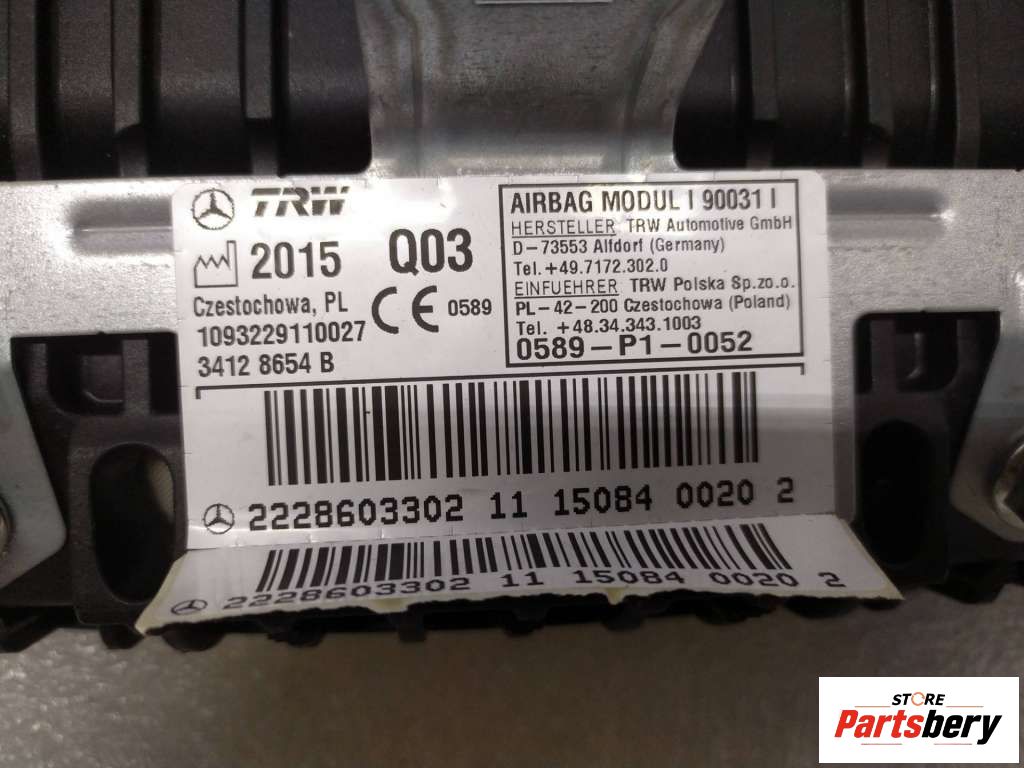 TRW
2015 Q03
Czestochowa, PL
CE 0589
1093229110027
34128654 B
AIRBAG MODUL | 90031 |
HERSTELLER TRW Automotive GmbH
D-73553 Alfdorf (Germany)
Tel.+49.7172.302.0
EINFUEHRER TRW Polska Sp.zo.o.
PL-42-200 Czestochowa (Poland)
Tel. +48.34.343.1003
0589-P1-0052
2228603302 11 15084 0020 2
2228603302 11 15084 0020 2
STORE
Partsbery